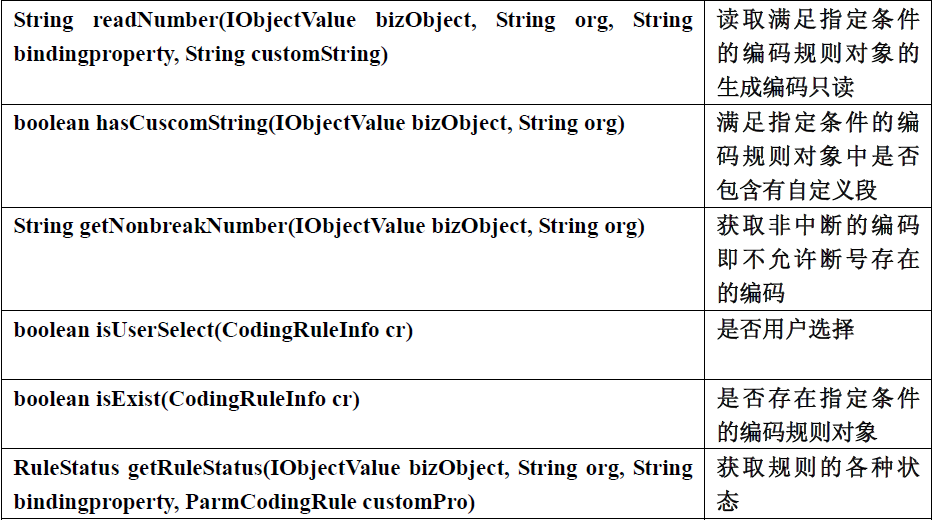 String readNumber(IObjectValue bizObject, String org, String
bindingproperty, String customString)
读取满足指定条件
的编码规则对象的
生成编码只读
boolean hasCuscomString(IObjectValue bizObject, String org)
满足指定条件的编
码规则对象中是否
包含有自定义段
String getNonbreakNumber(IObjectValue bizObject, String org)
获取非中断的编码
即不允许断号存在
的编码
boolean isUserSelect(CodingRuleInfo cr)
是否用户选择
boolean isExist(CodingRuleInfo cr)
是否存在指定条件
的编码规则对象
RuleStatus getRuleStatus(IObjectValue bizObject, String org, String
bindingproperty, ParmCodingRule customPro)
获取规则的各种状
态